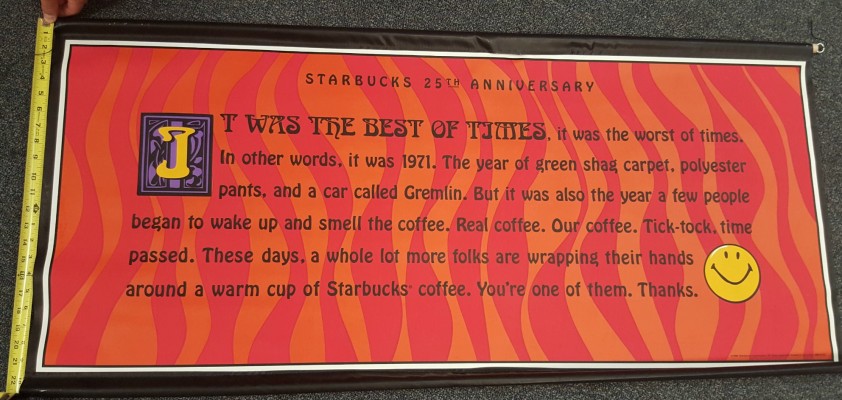 STARBUCKS 25TH ANNIVERSARY
IT WAS THE BEST OF TIMES, it was the worst of times.
In other words, it was 1971. The year of green shag carpet, polyester
pants, and a car called Gremlin. But it was also the year a few people
began to wake up and smell the coffee. Real coffee. Our coffee. Tick-tock, time
passed. These days, a whole lot more folks are wrapping their hands
around a warm cup of Starbucks® coffee. You're one of them. Thanks.